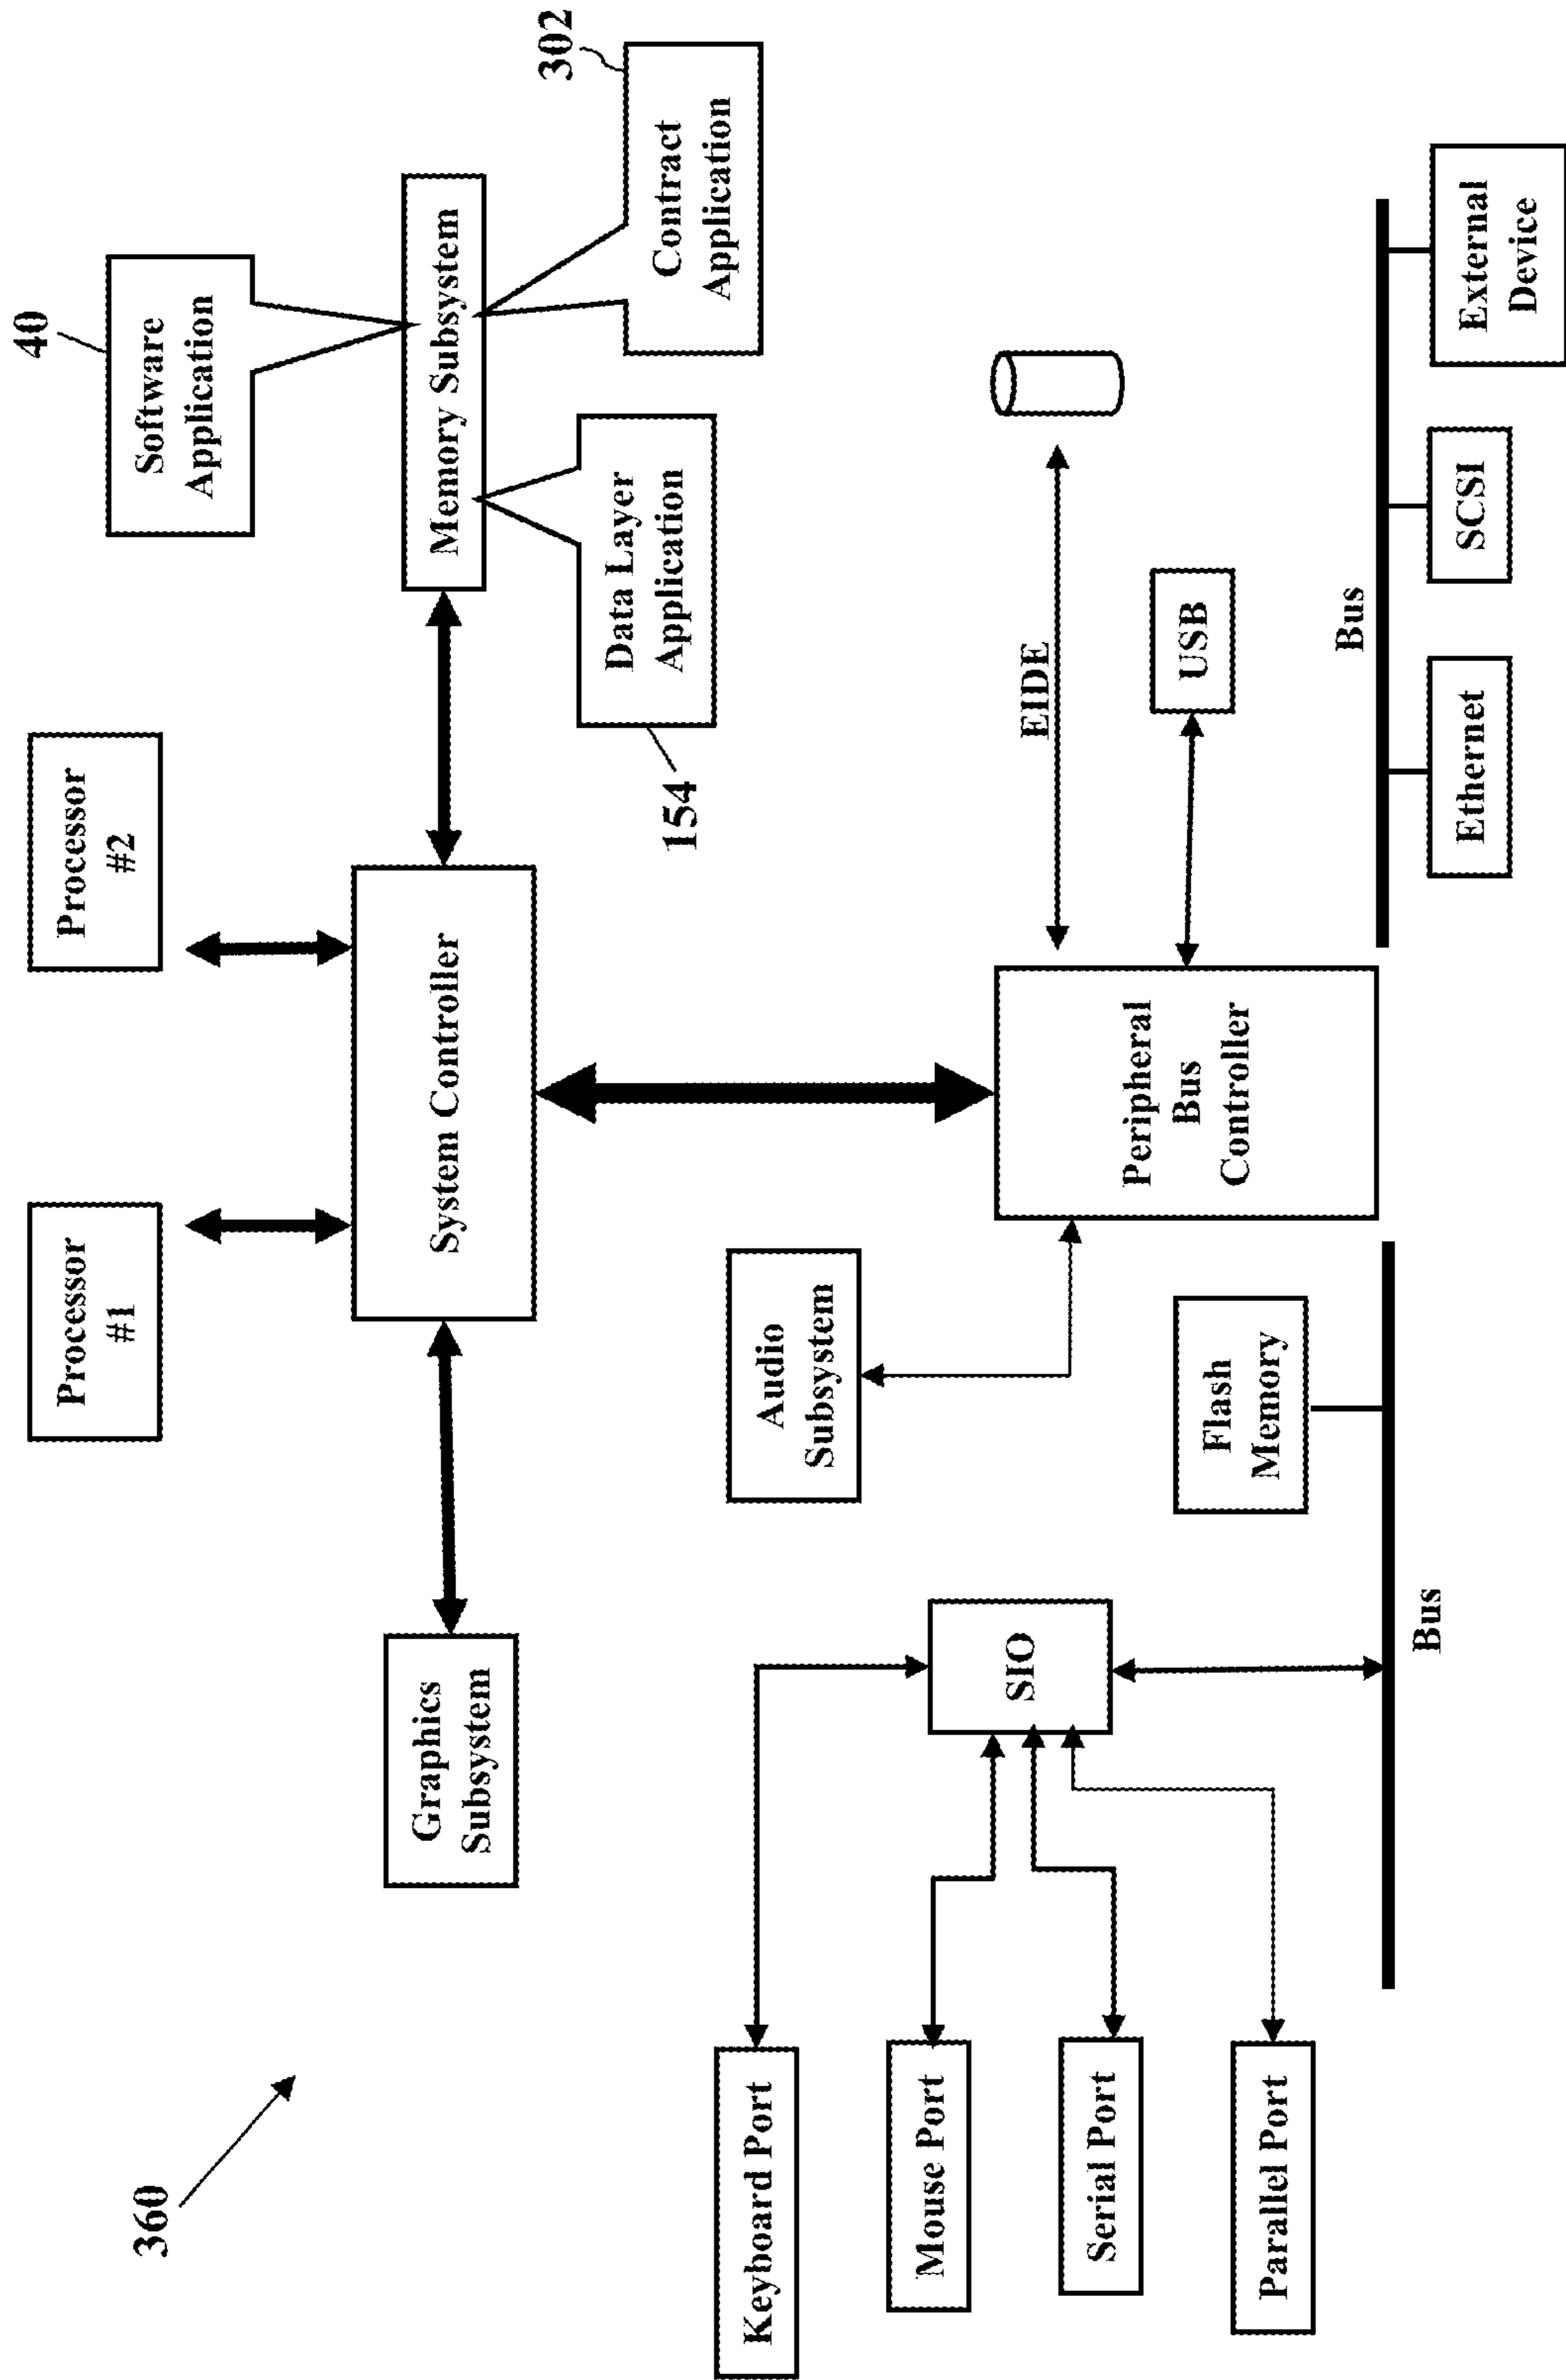 360
Processor
#1
Processor
#2
40
Software
Application
Graphics
Subsystem
System Controller
Memory Subsystem
302
Contract
Application
Data Layer
Application
154
Keyboard Port
Mouse Port
Serial Port
Parallel Port
SIO
Audio
Subsystem
Flash
Memory
Bus
Peripheral
Bus
Controller
EIDE
USB
Bus
Ethernet
SCSI
External
Device